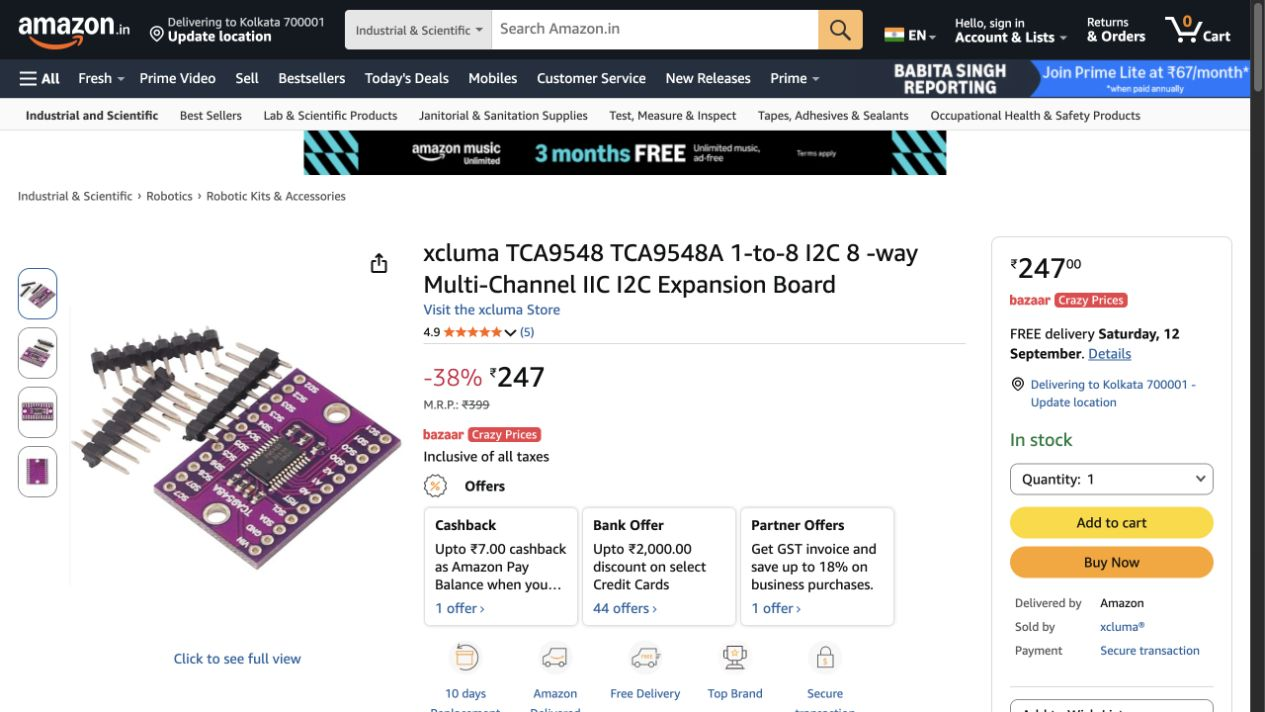 amazon.in
Delivering to Kolkata 700001
Update location
Industrial & Scientific
Search Amazon.in
EN
Hello, sign in
Account & Lists
Returns
& Orders
0
Cart
All
Fresh
Prime Video
Sell
Bestsellers
Today's Deals
Mobiles
Customer Service
New Releases
Prime
BABITA SINGH
REPORTING
Join Prime Lite at ₹67/month*
*when paid annually
Industrial and Scientific
Best Sellers
Lab & Scientific Products
Janitorial & Sanitation Supplies
Test, Measure & Inspect
Tapes, Adhesives & Sealants
Occupational Health & Safety Products
amazon music
Unlimited
3 months FREE
Unlimited music,
ad-free
Terms apply
Industrial & Scientific › Robotics › Robotic Kits & Accessories
xcluma TCA9548 TCA9548A 1-to-8 I2C 8 -way
Multi-Channel IIC I2C Expansion Board
Visit the xcluma Store
4.9
(5)
-38% ₹247
M.R.P.: ₹399
bazaar Crazy Prices
Inclusive of all taxes
Offers
Cashback
Upto ₹7.00 cashback
as Amazon Pay
Balance when you…
1 offer ›
Bank Offer
Upto ₹2,000.00
discount on select
Credit Cards
44 offers ›
Partner Offers
Get GST invoice and
save up to 18% on
business purchases.
1 offer ›
10 days
Amazon
Free Delivery
Top Brand
Secure
TCA9548A
VIN
GND
SCL
SDA
Click to see full view
₹24700
bazaar Crazy Prices
FREE delivery Saturday, 12
September. Details
Delivering to Kolkata 700001 -
Update location
In stock
Quantity: 1
Add to cart
Buy Now
Delivered by Amazon
Sold by xcluma®
Payment Secure transaction